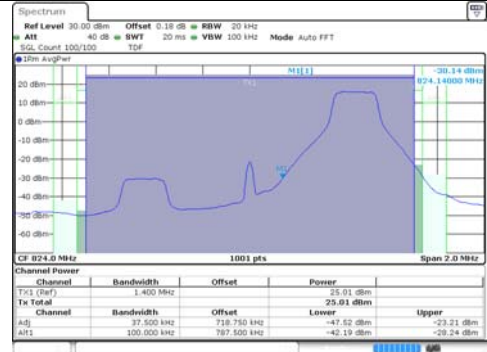 Spectrum
Ref Level 30.00 dBm Offset 0.18 dB RBW 20 kHz
Att 40 dB SWT 20 ms VBW 100 kHz Mode Auto FFT
SGL Count 100/100 TDF
1Rm AvgPwr
M1[1] -30.14 dBm
824.14000 MHz
TX1
20 dBm
10 dBm
0 dBm
-10 dBm
-20 dBm
M1
-30 dBm
-40 dBm
-50 dBm
-60 dBm
CF 824.0 MHz 1001 pts Span 2.0 MHz
Channel Power
Channel Bandwidth Offset Power
TX1 (Ref) 1.400 MHz 25.01 dBm
Tx Total 25.01 dBm
Channel Bandwidth Offset Lower Upper
Adj 37.500 kHz 718.750 kHz -47.52 dBm -23.21 dBm
Alt1 100.000 kHz 787.500 kHz -42.19 dBm -28.24 dBm